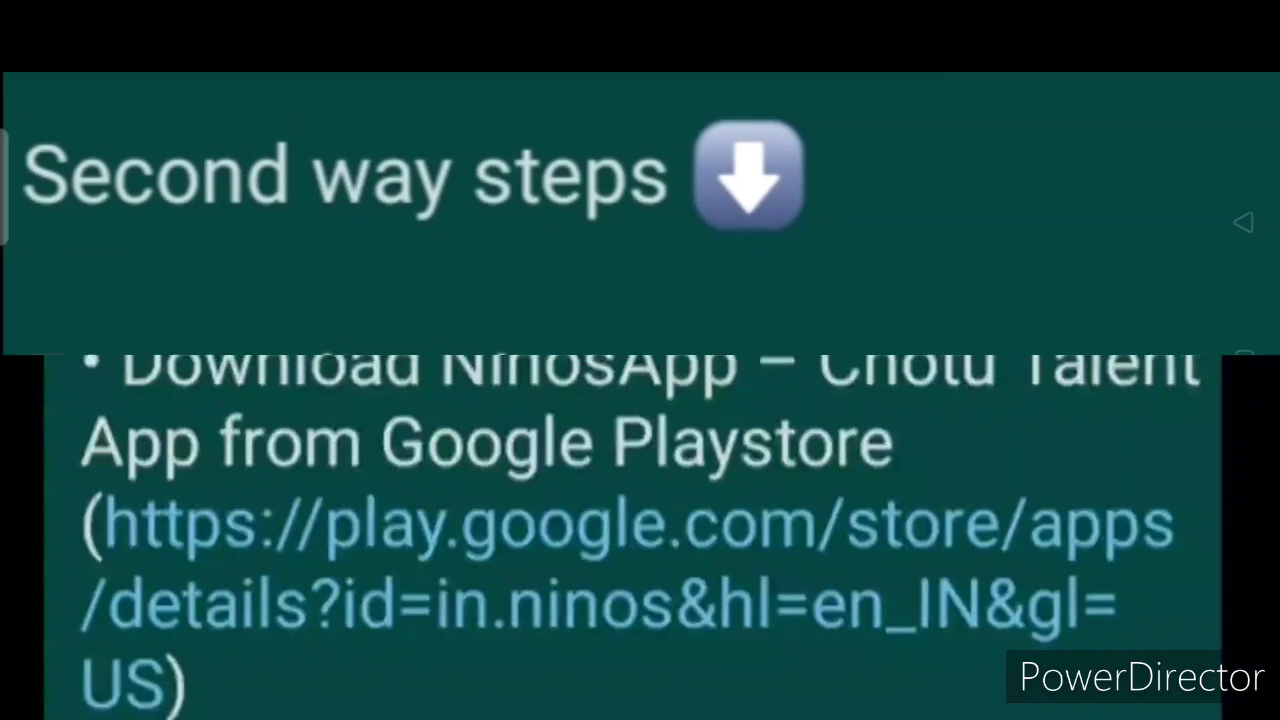 Second way steps ⬇
• Download NinosApp – Chotu Talent
App from Google Playstore
(https://play.google.com/store/apps
/details?id=in.ninos&hl=en_IN&gl=
US)
PowerDirector